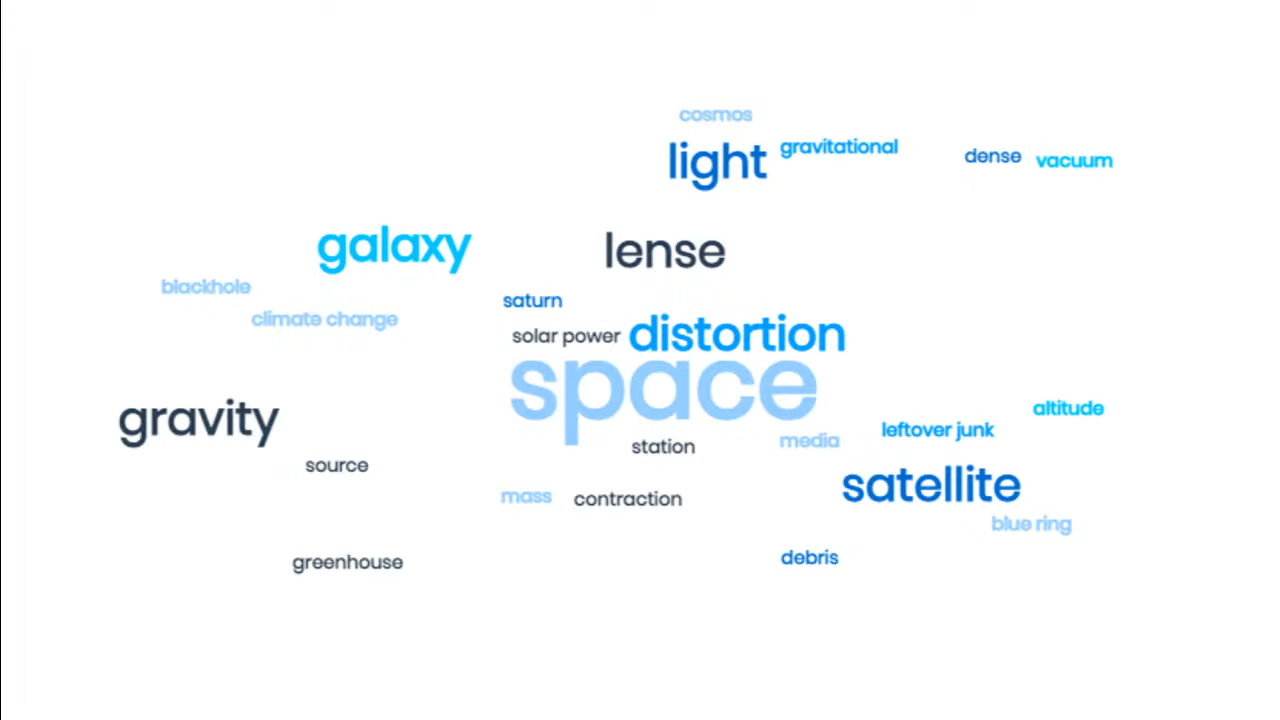 cosmos
light
gravitational
dense
vacuum
galaxy
lense
blackhole
saturn
climate change
solar power
distortion
space
gravity
altitude
leftover junk
station
media
source
satellite
mass
contraction
blue ring
greenhouse
debris